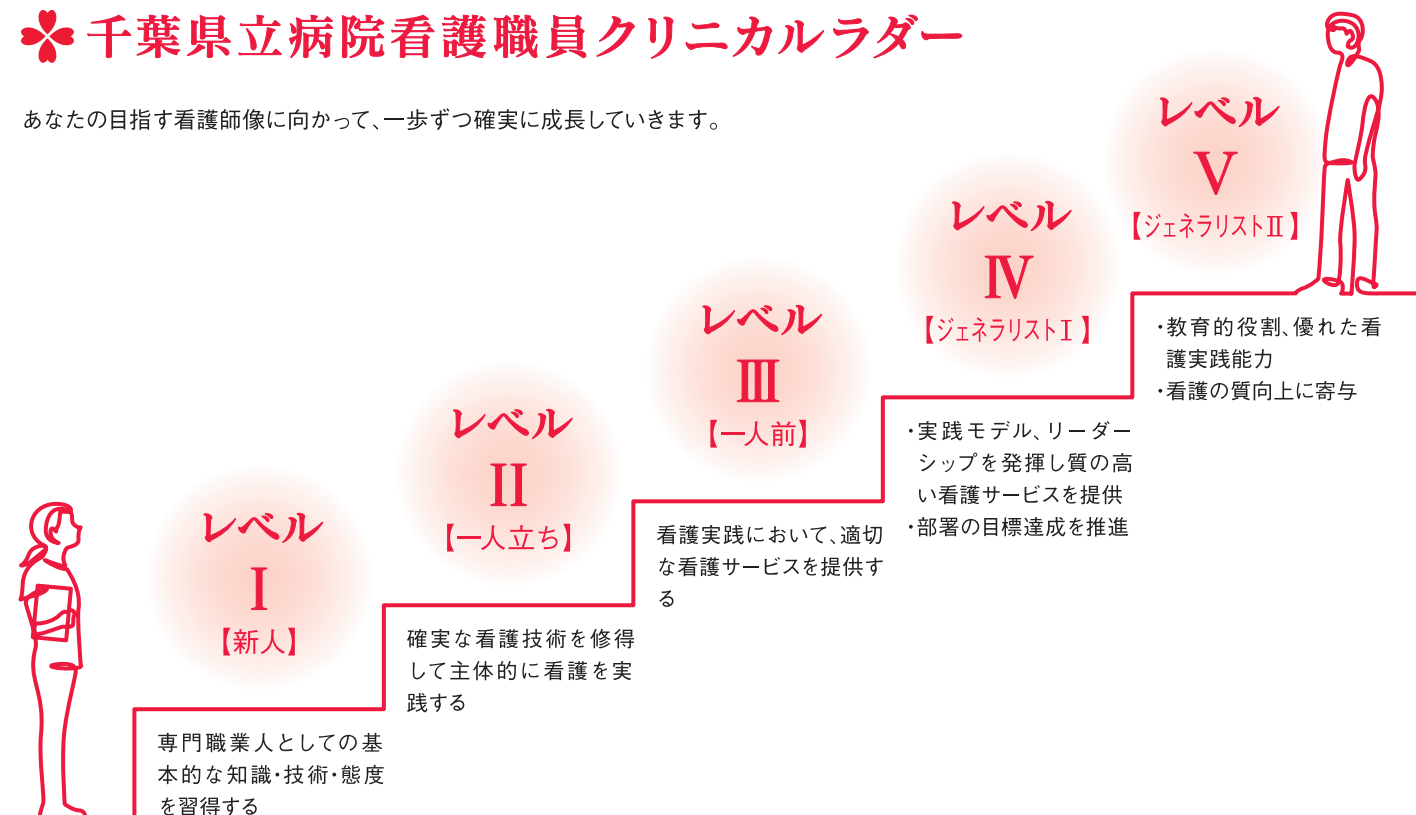 千葉県立病院看護職員クリニカルラダー
あなたの目指す看護師像に向かって、一歩ずつ確実に成長していきます。
レベル
I
【新人】
専門職業人としての基
本的な知識・技術・態度
を習得する
レベル
II
【一人立ち】
確実な看護技術を修得
して主体的に看護を実
践する
レベル
III
【一人前】
看護実践において、適切
な看護サービスを提供す
る
レベル
IV
【ジェネラリストI】
・実践モデル、リーダー
シップを発揮し質の高
い看護サービスを提供
・部署の目標達成を推進
レベル
V
【ジェネラリストII】
・教育的役割、優れた看
護実践能力
・看護の質向上に寄与